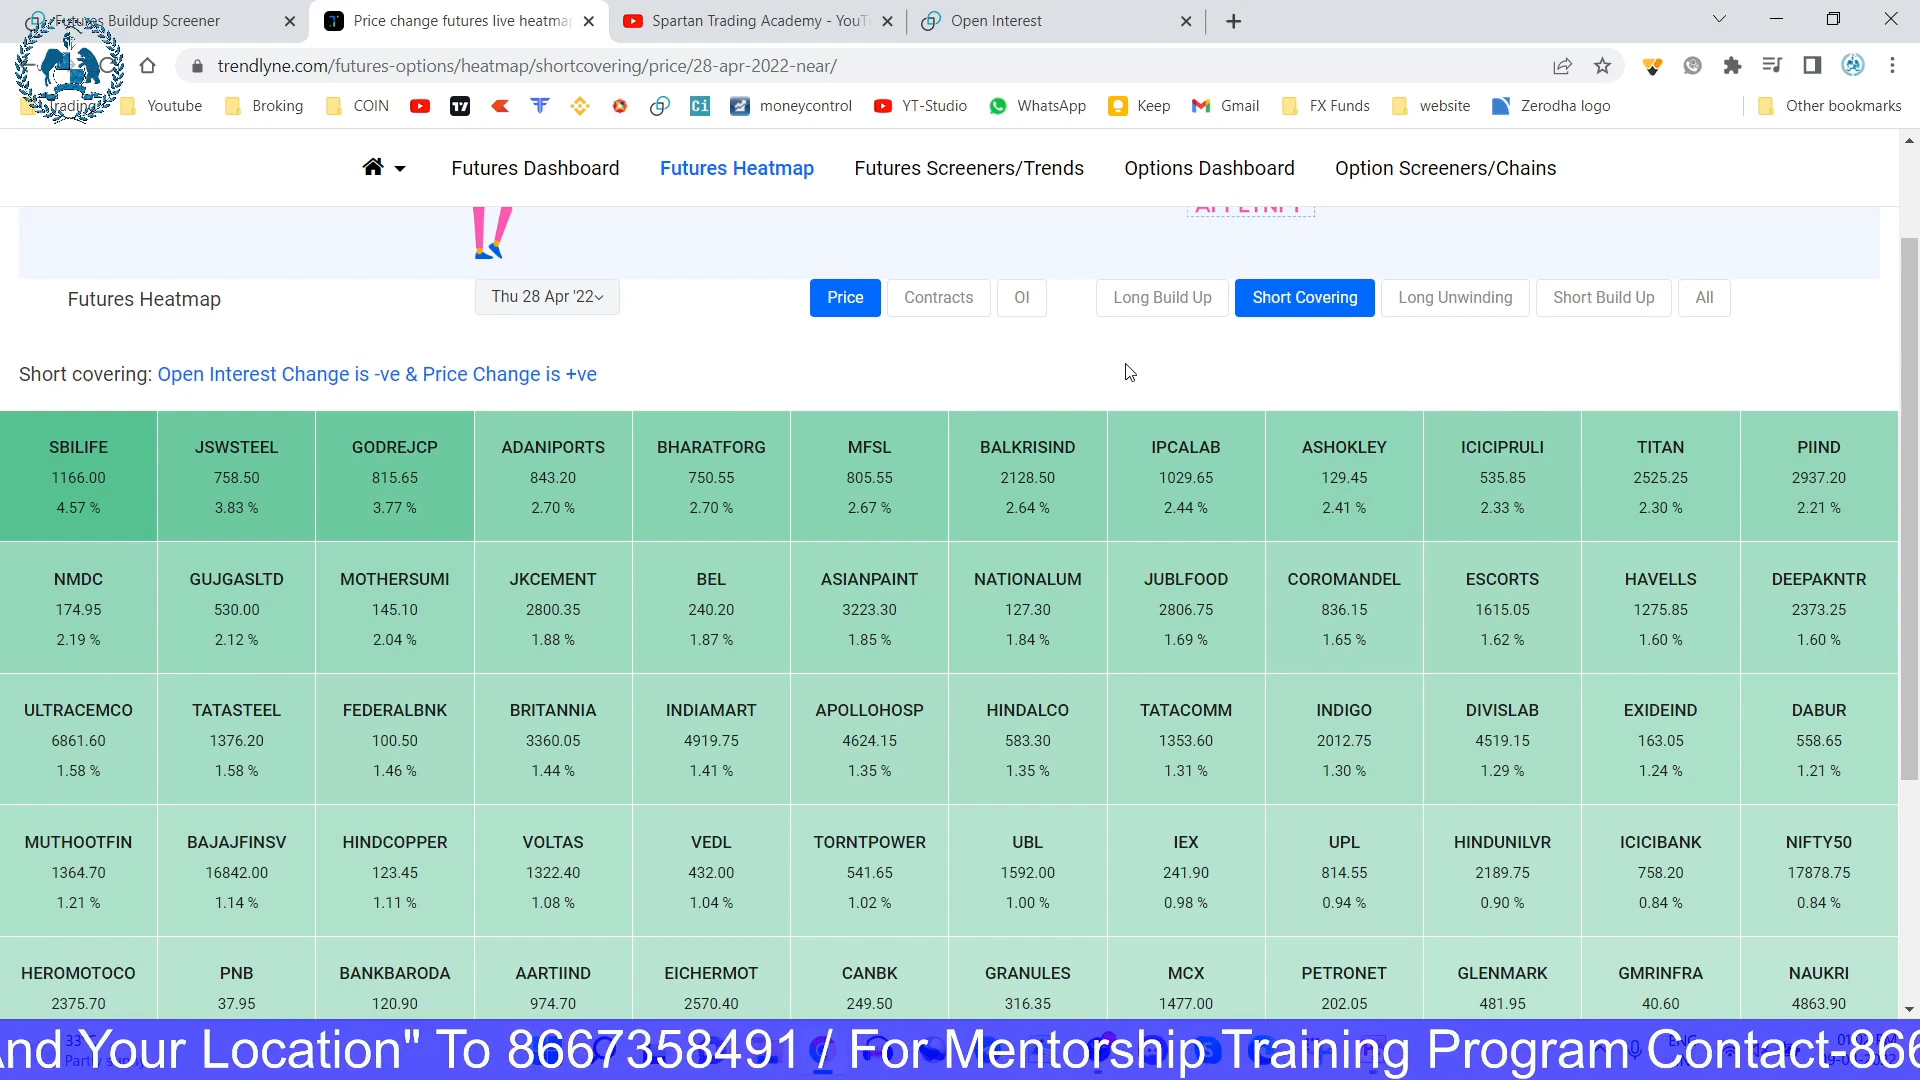 Futures Buildup Screener
Price change futures live heatma
Spartan Trading Academy - YouT
Open Interest
trendlyne.com/futures-options/heatmap/shortcovering/price/28-apr-2022-near/
Trading
Youtube
Broking
COIN
moneycontrol
YT-Studio
WhatsApp
Keep
Gmail
FX Funds
website
Zerodha logo
Other bookmarks
Futures Dashboard
Futures Heatmap
Futures Screeners/Trends
Options Dashboard
Option Screeners/Chains
Futures Heatmap
Thu 28 Apr '22
Price
Contracts
OI
Long Build Up
Short Covering
Long Unwinding
Short Build Up
All
Short covering: Open Interest Change is -ve & Price Change is +ve
SBILIFE
1166.00
4.57 %
JSWSTEEL
758.50
3.83 %
GODREJCP
815.65
3.77 %
ADANIPORTS
843.20
2.70 %
BHARATFORG
750.55
2.70 %
MFSL
805.55
2.67 %
BALKRISIND
2128.50
2.64 %
IPCALAB
1029.65
2.44 %
ASHOKLEY
129.45
2.41 %
ICICIPRULI
535.85
2.33 %
TITAN
2525.25
2.30 %
PIIND
2937.20
2.21 %
NMDC
174.95
2.19 %
GUJGASLTD
530.00
2.12 %
MOTHERSUMI
145.10
2.04 %
JKCEMENT
2800.35
1.88 %
BEL
240.20
1.87 %
ASIANPAINT
3223.30
1.85 %
NATIONALUM
127.30
1.84 %
JUBLFOOD
2806.75
1.69 %
COROMANDEL
836.15
1.65 %
ESCORTS
1615.05
1.62 %
HAVELLS
1275.85
1.60 %
DEEPAKNTR
2373.25
1.60 %
ULTRACEMCO
6861.60
1.58 %
TATASTEEL
1376.20
1.58 %
FEDERALBNK
100.50
1.46 %
BRITANNIA
3360.05
1.44 %
INDIAMART
4919.75
1.41 %
APOLLOHOSP
4624.15
1.35 %
HINDALCO
583.30
1.35 %
TATACOMM
1353.60
1.31 %
INDIGO
2012.75
1.30 %
DIVISLAB
4519.15
1.29 %
EXIDEIND
163.05
1.24 %
DABUR
558.65
1.21 %
MUTHOOTFIN
1364.70
1.21 %
BAJAJFINSV
16842.00
1.14 %
HINDCOPPER
123.45
1.11 %
VOLTAS
1322.40
1.08 %
VEDL
432.00
1.04 %
TORNTPOWER
541.65
1.02 %
UBL
1592.00
1.00 %
IEX
241.90
0.98 %
UPL
814.55
0.94 %
HINDUNILVR
2189.75
0.90 %
ICICIBANK
758.20
0.84 %
NIFTY50
17878.75
0.84 %
HEROMOTOCO
2375.70
PNB
37.95
BANKBARODA
120.90
AARTIIND
974.70
EICHERMOT
2570.40
CANBK
249.50
GRANULES
316.35
MCX
1477.00
PETRONET
202.05
GLENMARK
481.95
GMRINFRA
40.60
NAUKRI
4863.90
And Your Location" To 8667358491 / For Mentorship Training Program Contact-866